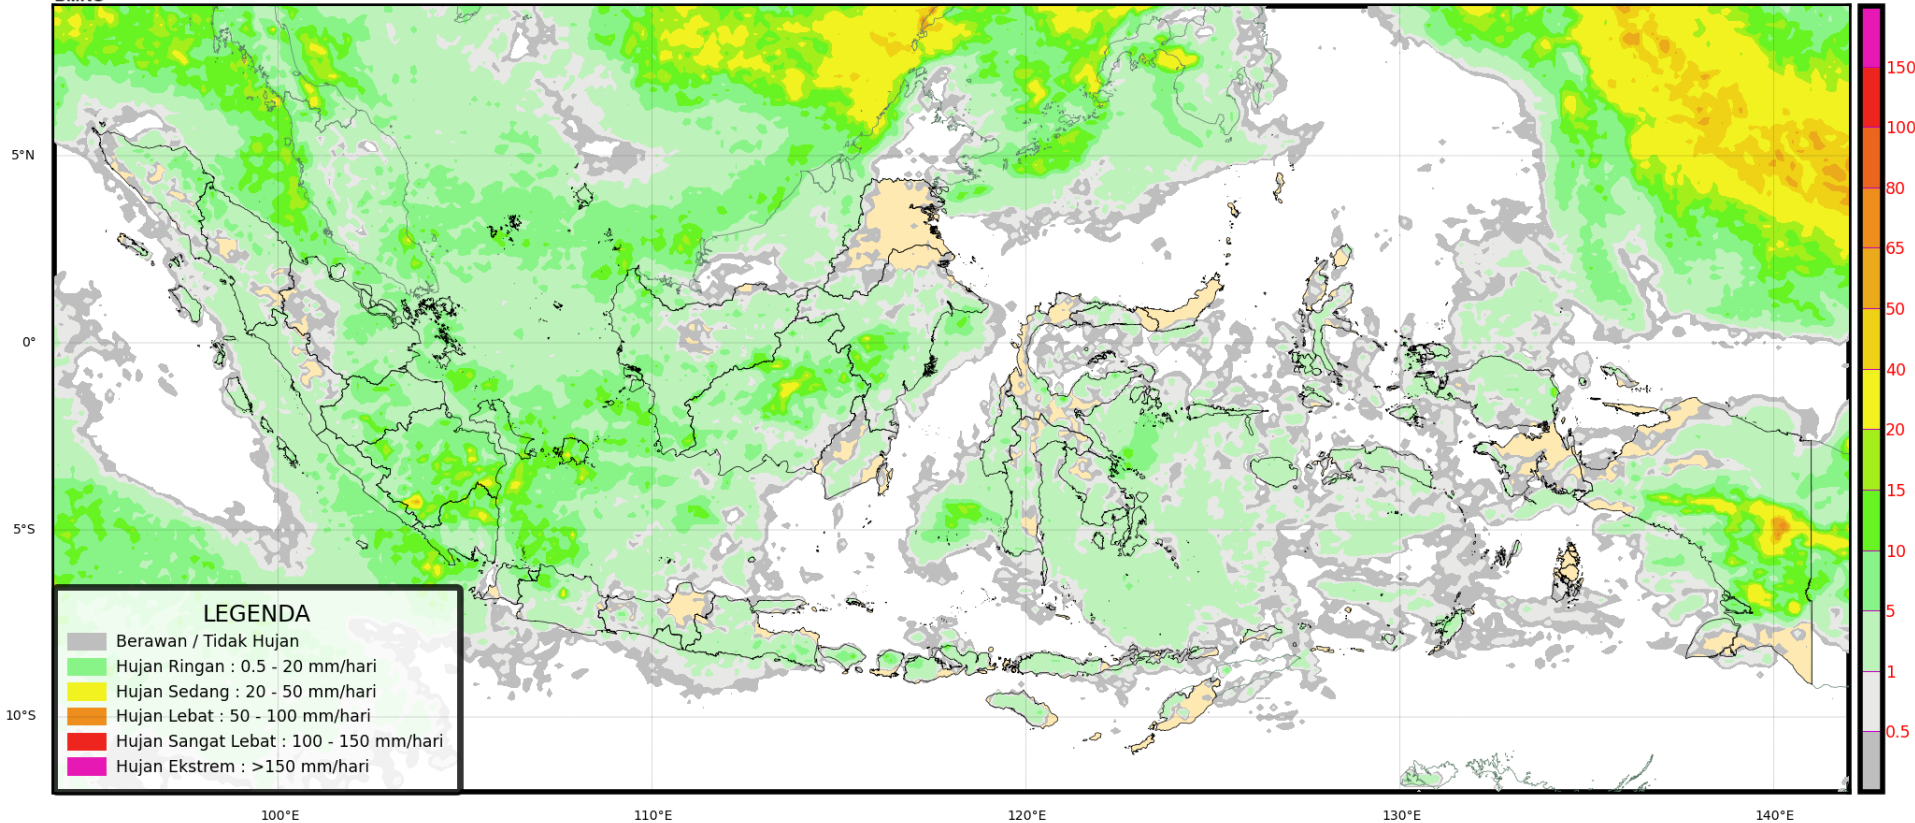 5°N
0°
5°S
10°S
100°E
110°E
120°E
130°E
140°E
LEGENDA
Berawan / Tidak Hujan
Hujan Ringan : 0.5 - 20 mm/hari
Hujan Sedang : 20 - 50 mm/hari
Hujan Lebat : 50 - 100 mm/hari
Hujan Sangat Lebat : 100 - 150 mm/hari
Hujan Ekstrem : >150 mm/hari
150
100
80
65
50
40
20
15
10
5
1
0.5